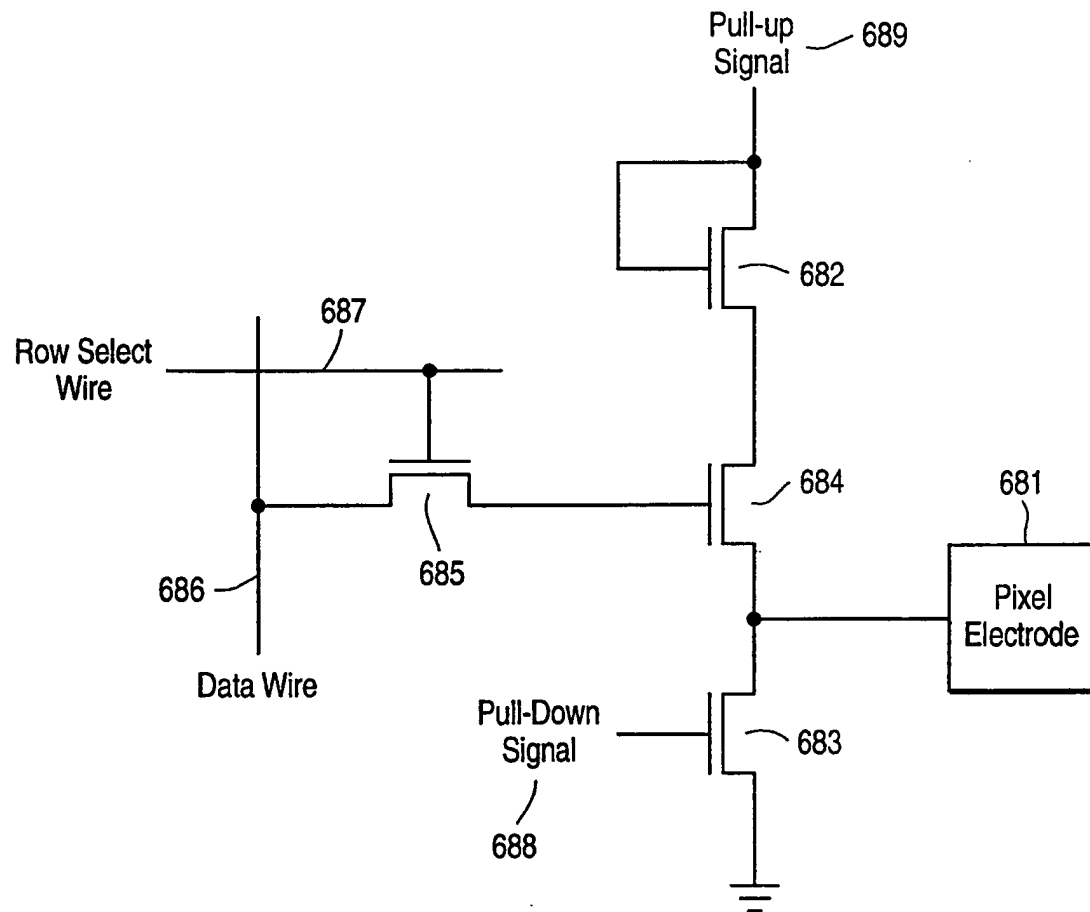 Pull-up
Signal
689
682
687
Row Select
Wire
684
681
685
686
Pixel
Electrode
Data Wire
Pull-Down
Signal
683
688